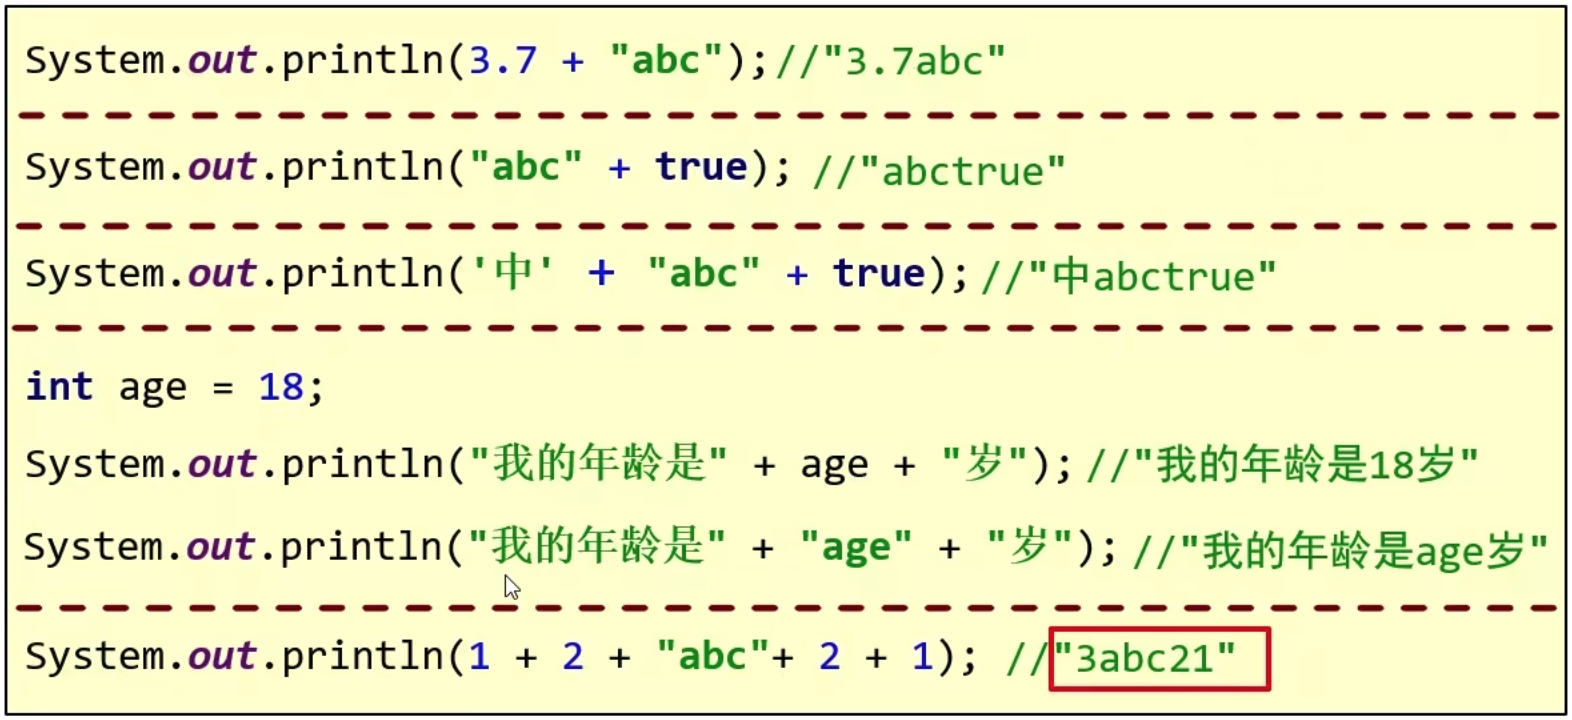 System.out.println(3.7 + "abc");//"3.7abc"
System.out.println("abc" + true); //"abctrue"
System.out.println('中' + "abc" + true);//"中abctrue"
int age = 18;
System.out.println("我的年龄是" + age + "岁");//"我的年龄是18岁"
System.out.println("我的年龄是" + "age" + "岁");//"我的年龄是age岁"
System.out.println(1 + 2 + "abc"+ 2 + 1); //"3abc21"